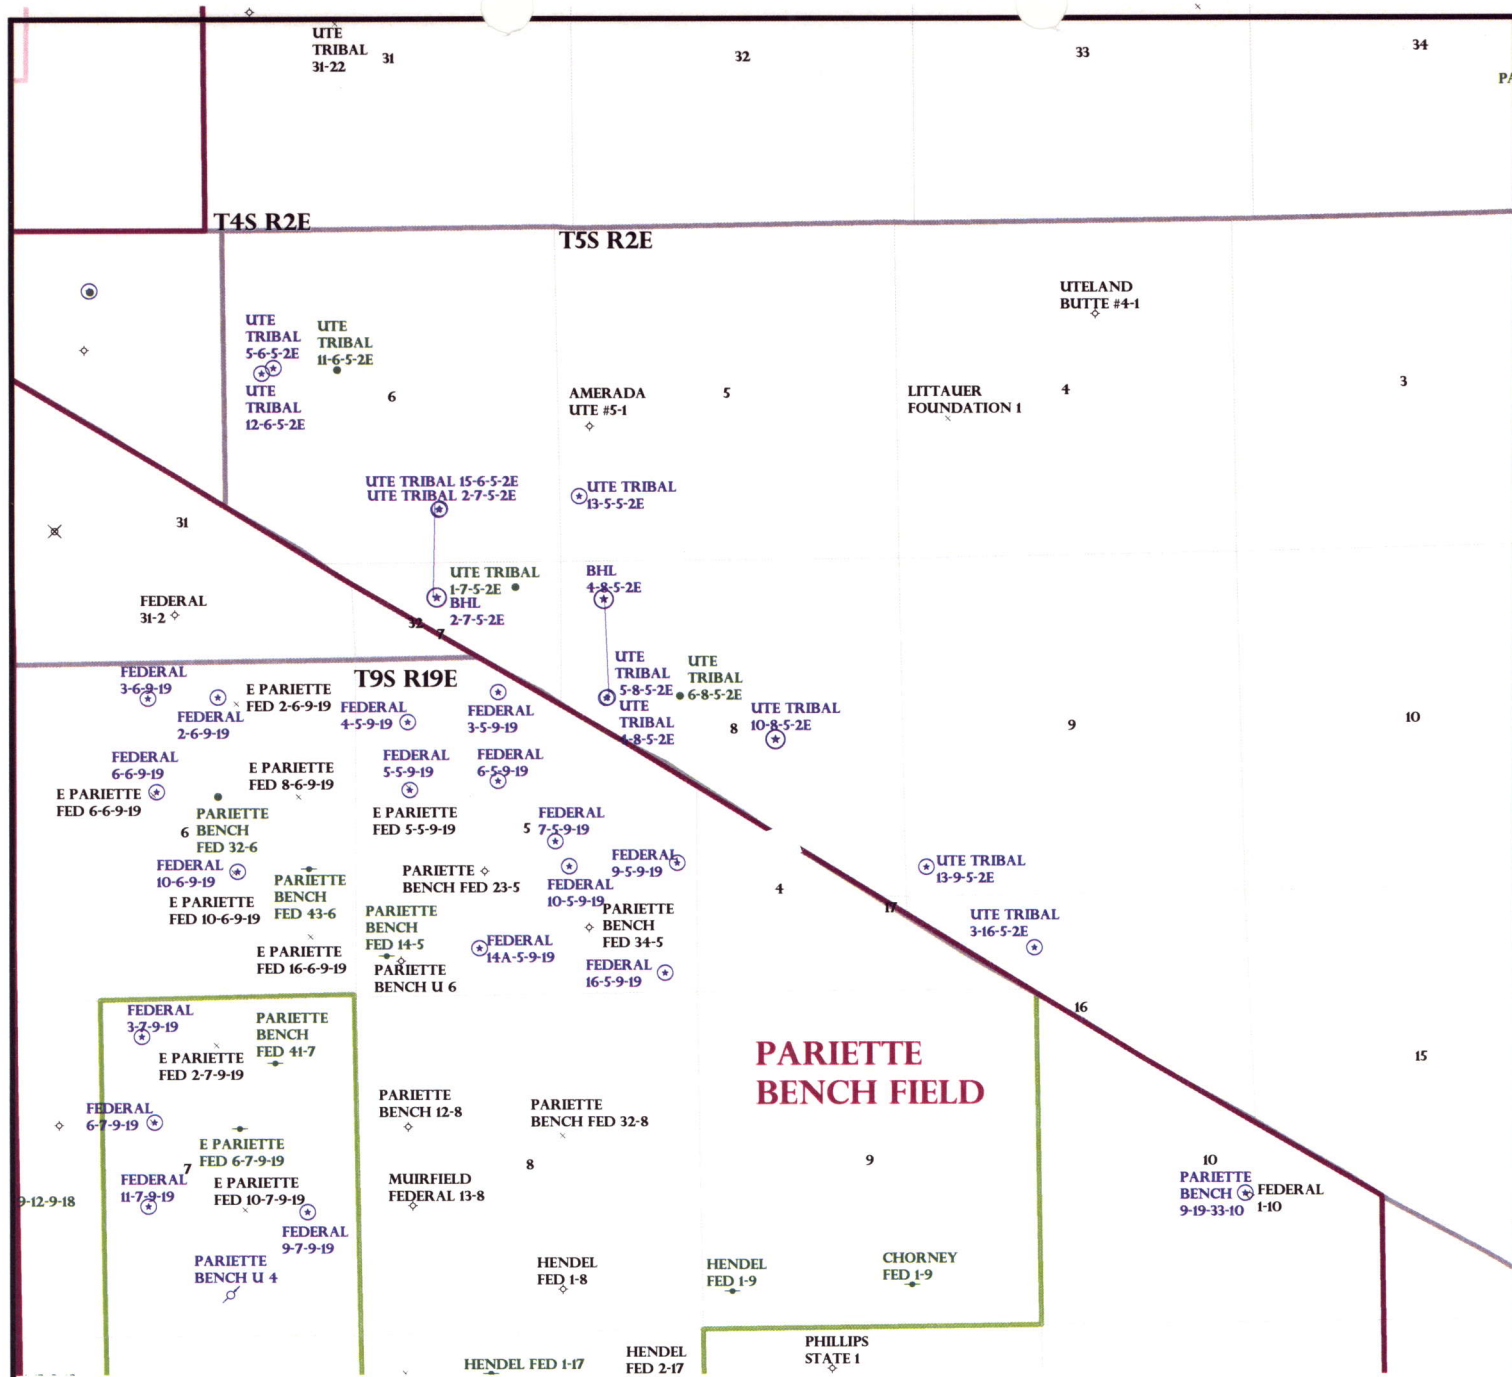 UTE
TRIBAL
31-22
31
32
33
34
PA
T4S R2E
T5S R2E
UTELAND
BUTTE #4-1
UTE
TRIBAL
5-6-5-2E
UTE
TRIBAL
11-6-5-2E
UTE
TRIBAL
12-6-5-2E
6
AMERADA
UTE #5-1
5
LITTAUER
FOUNDATION 1
4
3
UTE TRIBAL 15-6-5-2E
UTE TRIBAL 2-7-5-2E
UTE TRIBAL
13-5-5-2E
31
UTE TRIBAL
1-7-5-2E
BHL
2-7-5-2E
BHL
4-8-5-2E
FEDERAL
31-2
32
7
T9S R19E
UTE
TRIBAL
5-8-5-2E
UTE
TRIBAL
6-8-5-2E
UTE
TRIBAL
4-8-5-2E
8
UTE TRIBAL
10-8-5-2E
9
10
FEDERAL
3-6-9-19
FEDERAL
2-6-9-19
E PARIETTE
FED 2-6-9-19
FEDERAL
4-5-9-19
FEDERAL
3-5-9-19
FEDERAL
6-6-9-19
E PARIETTE
FED 6-6-9-19
E PARIETTE
FED 8-6-9-19
FEDERAL
5-5-9-19
FEDERAL
6-5-9-19
E PARIETTE
FED 5-5-9-19
5
FEDERAL
7-5-9-19
6
PARIETTE
BENCH
FED 32-6
FEDERAL
10-6-9-19
PARIETTE
BENCH
FED 43-6
E PARIETTE
FED 10-6-9-19
PARIETTE
BENCH FED 23-5
FEDERAL
10-5-9-19
FEDERAL
9-5-9-19
4
17
UTE TRIBAL
13-9-5-2E
UTE TRIBAL
3-16-5-2E
PARIETTE
BENCH
FED 14-5
PARIETTE
BENCH
FED 34-5
E PARIETTE
FED 16-6-9-19
PARIETTE
BENCH U 6
FEDERAL
14A-5-9-19
FEDERAL
16-5-9-19
16
15
FEDERAL
3-7-9-19
PARIETTE
BENCH
FED 41-7
E PARIETTE
FED 2-7-9-19
PARIETTE
BENCH FIELD
PARIETTE
BENCH 12-8
PARIETTE
BENCH FED 32-8
FEDERAL
6-7-9-19
E PARIETTE
FED 6-7-9-19
7
8
9
10
FEDERAL
11-7-9-19
E PARIETTE
FED 10-7-9-19
MUIRFIELD
FEDERAL 13-8
PARIETTE
BENCH
9-19-33-10
FEDERAL
1-10
9-12-9-18
FEDERAL
9-7-9-19
PARIETTE
BENCH U 4
HENDEL
FED 1-8
HENDEL
FED 1-9
CHORNEY
FED 1-9
HENDEL FED 1-17
HENDEL
FED 2-17
PHILLIPS
STATE 1